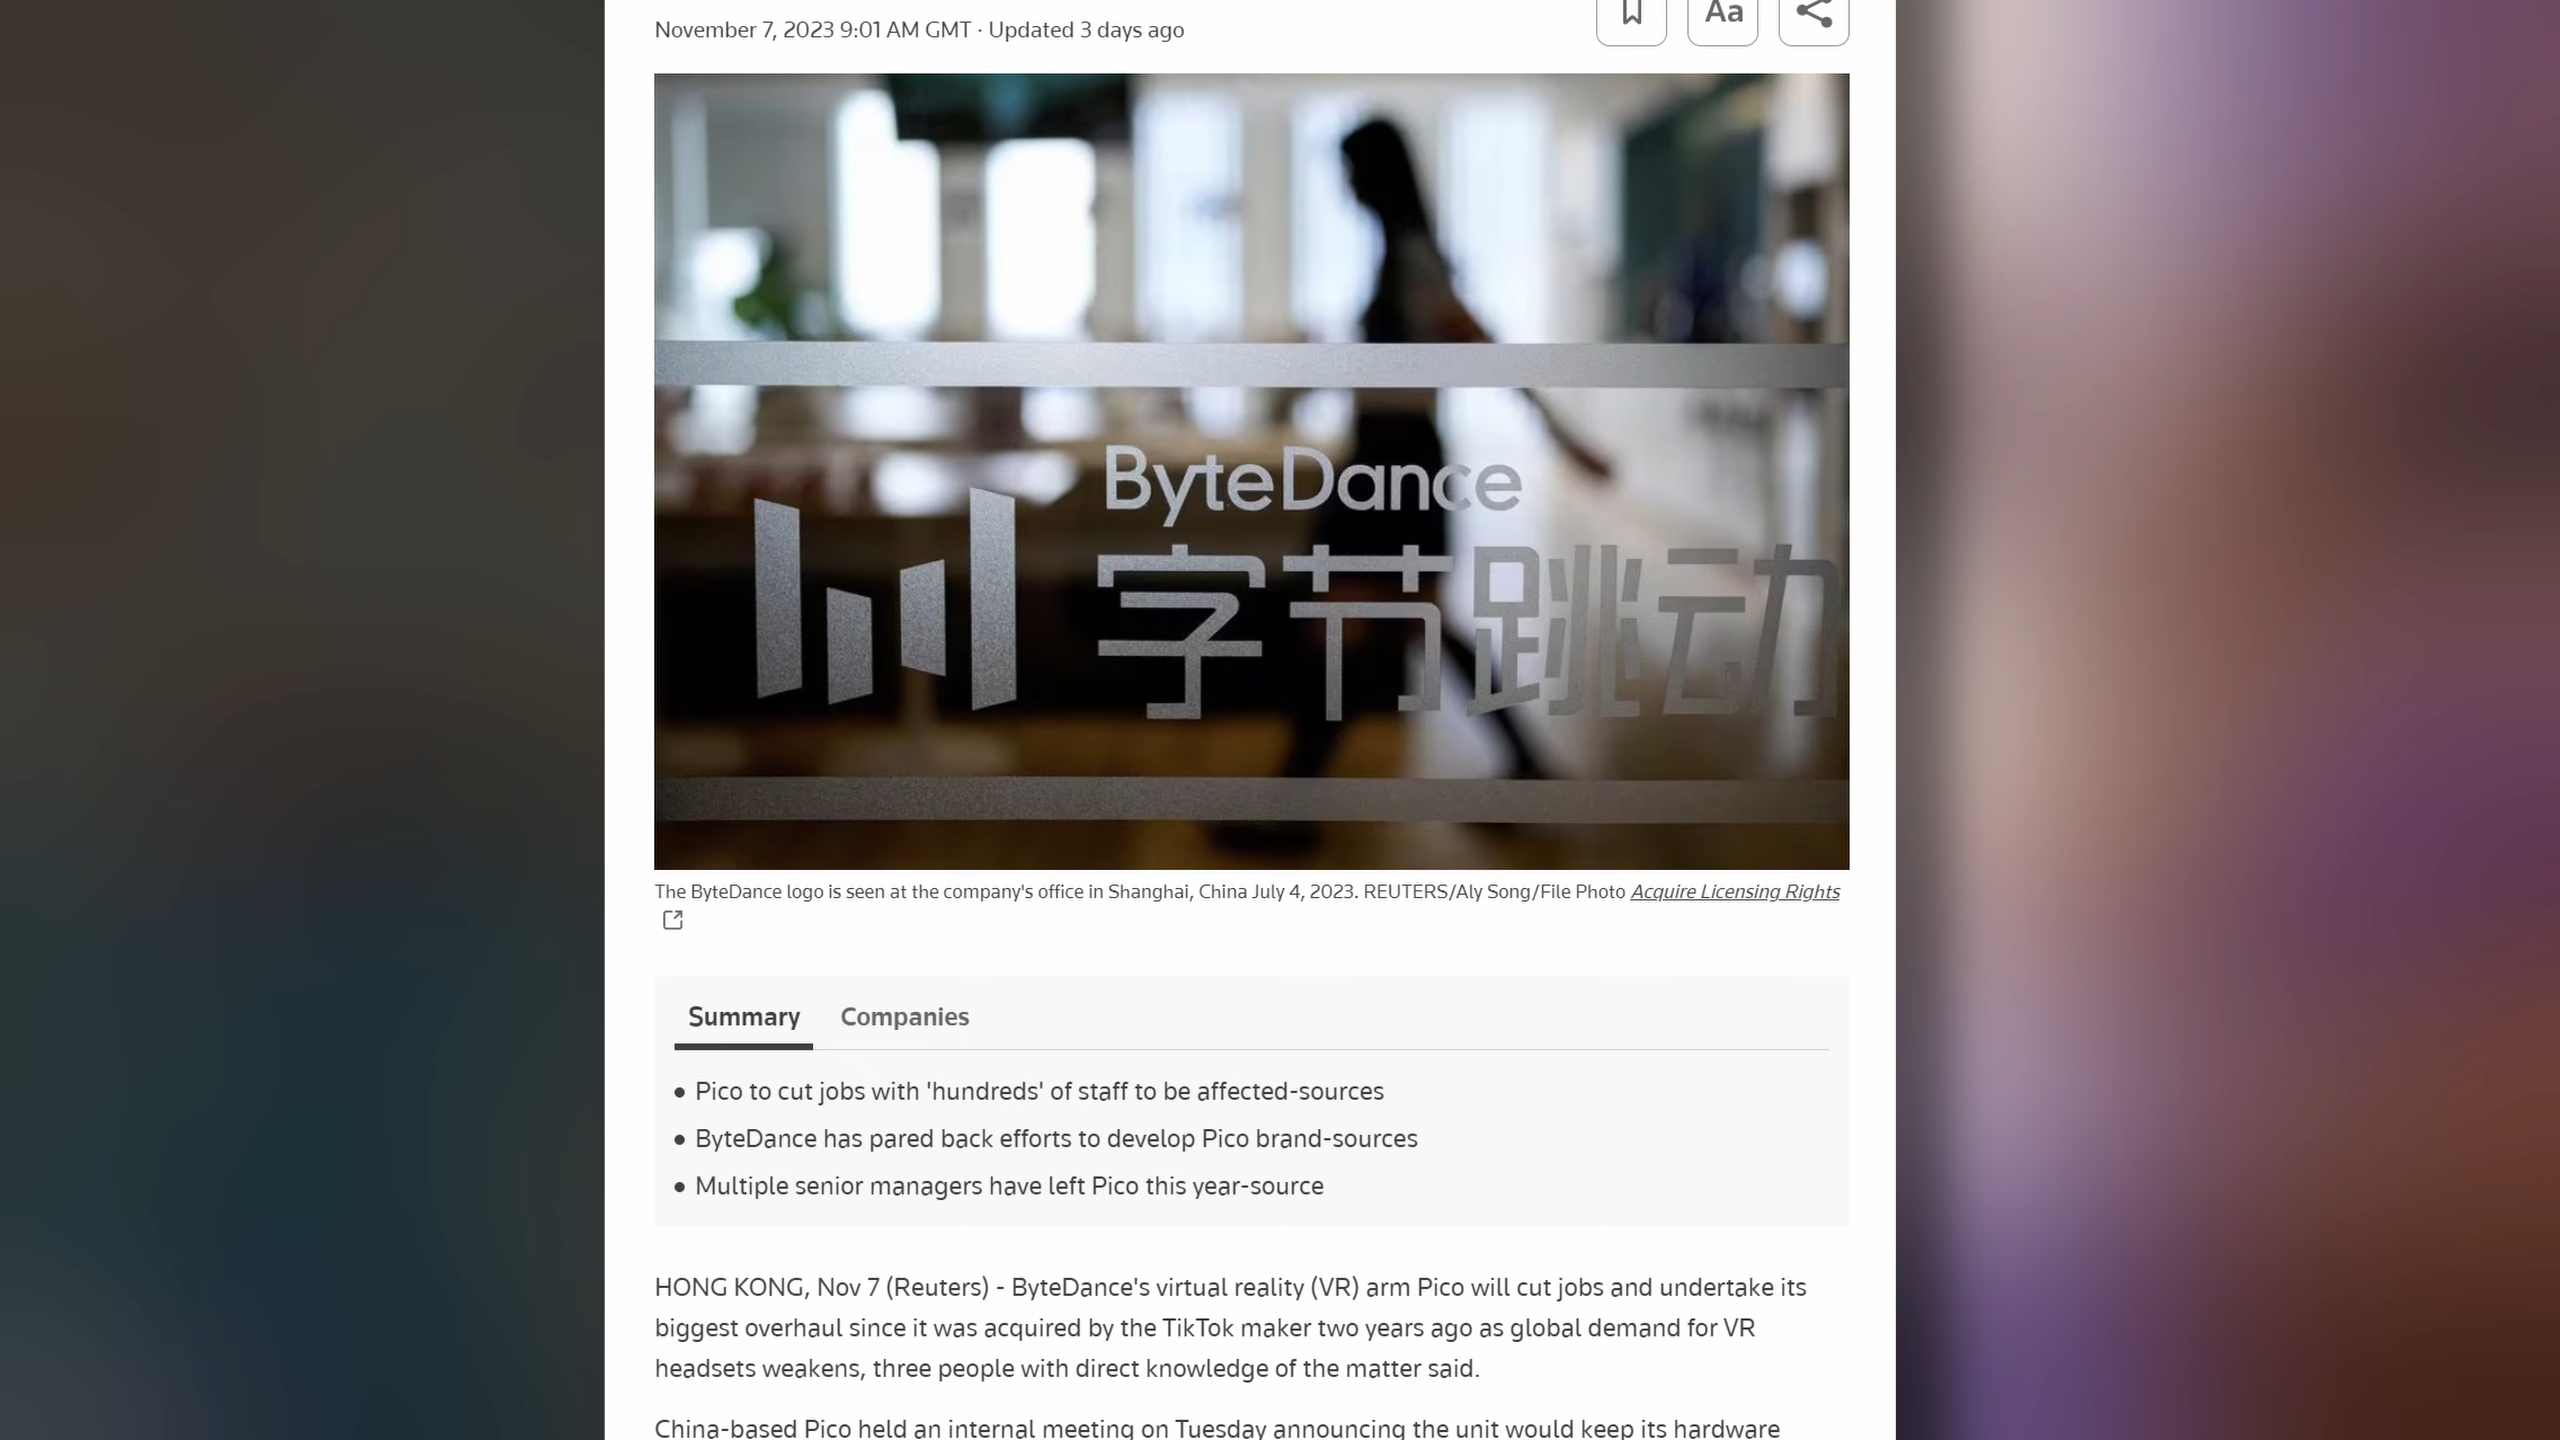 November 7, 2023 9:01 AM GMT · Updated 3 days ago
Aa
ByteDance
字节跳动
The ByteDance logo is seen at the company's office in Shanghai, China July 4, 2023. REUTERS/Aly Song/File Photo Acquire Licensing Rights
Summary Companies
• Pico to cut jobs with 'hundreds' of staff to be affected-sources
• ByteDance has pared back efforts to develop Pico brand-sources
• Multiple senior managers have left Pico this year-source
HONG KONG, Nov 7 (Reuters) - ByteDance's virtual reality (VR) arm Pico will cut jobs and undertake its
biggest overhaul since it was acquired by the TikTok maker two years ago as global demand for VR
headsets weakens, three people with direct knowledge of the matter said.
China-based Pico held an internal meeting on Tuesday announcing the unit would keep its hardware